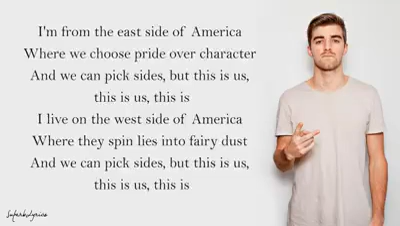 I'm from the east side of America
Where we choose pride over character
And we can pick sides, but this is us,
this is us, this is
I live on the west side of America
Where they spin lies into fairy dust
And we can pick sides, but this is us,
this is us, this is